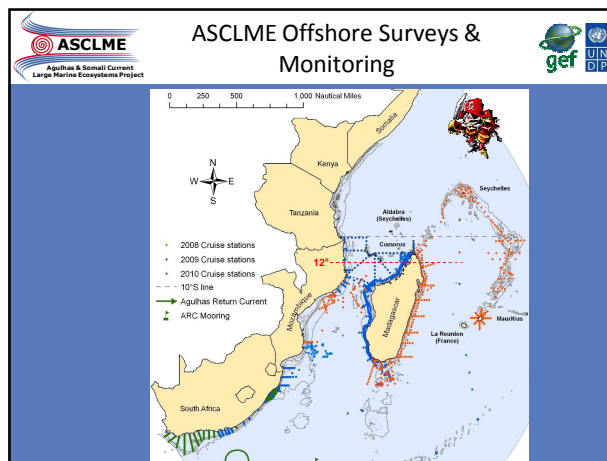 ASCLME
Agulhas & Somali Current
Large Marine Ecosystems Project
ASCLME Offshore Surveys &
Monitoring
gef
U N
D P
0 250 500 1,000 Nautical Miles
Somalia
Kenya
Seychelles
N
W E
S
Tanzania
Aldabra
(Seychelles)
Comoros
2008 Cruise stations
2009 Cruise stations
2010 Cruise stations
10°S line
Agulhas Return Current
ARC Mooring
12°
Mozambique
Madagascar
Mauritius
La Reunion
(France)
South Africa